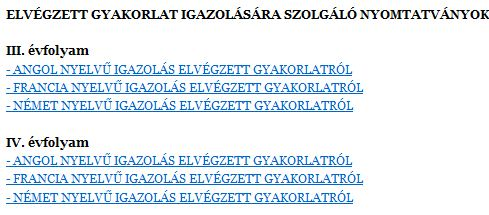 ELVÉGZETT GYAKORLAT IGAZOLÁSÁRA SZOLGÁLÓ NYOMTATVÁNYOK
III. évfolyam
- ANGOL NYELVŰ IGAZOLÁS ELVÉGZETT GYAKORLATRÓL
- FRANCIA NYELVŰ IGAZOLÁS ELVÉGZETT GYAKORLATRÓL
- NÉMET NYELVŰ IGAZOLÁS ELVÉGZETT GYAKORLATRÓL
IV. évfolyam
- ANGOL NYELVŰ IGAZOLÁS ELVÉGZETT GYAKORLATRÓL
- FRANCIA NYELVŰ IGAZOLÁS ELVÉGZETT GYAKORLATRÓL
- NÉMET NYELVŰ IGAZOLÁS ELVÉGZETT GYAKORLATRÓL